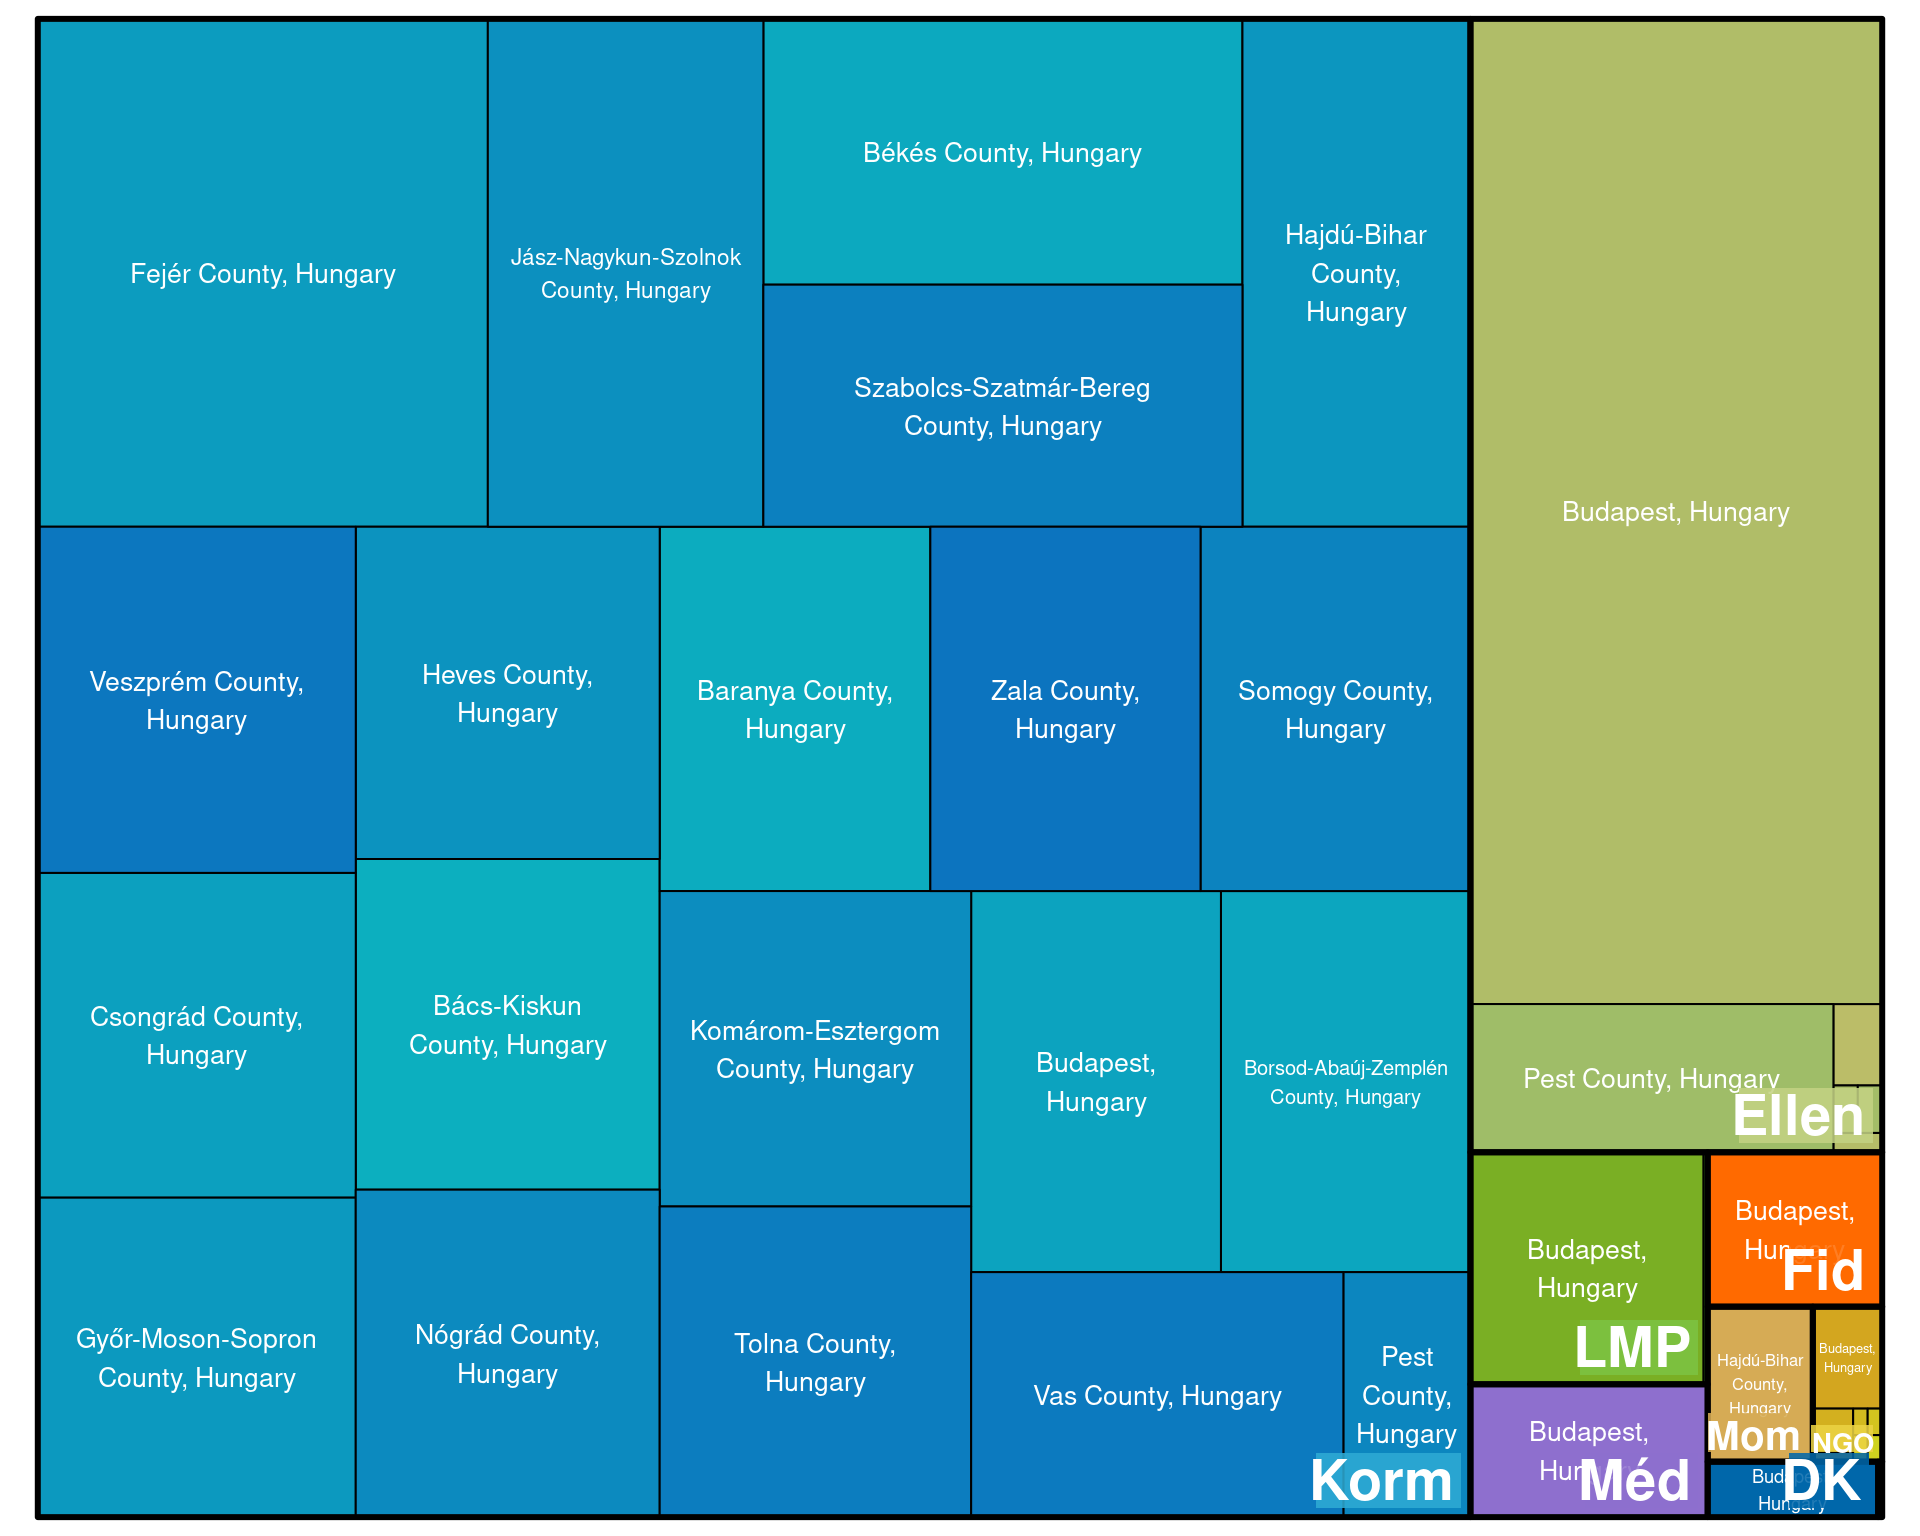 Fejér County, Hungary
Jász-Nagykun-Szolnok
County, Hungary
Békés County, Hungary
Szabolcs-Szatmár-Bereg
County, Hungary
Hajdú-Bihar
County,
Hungary
Budapest, Hungary
Veszprém County,
Hungary
Heves County,
Hungary
Baranya County,
Hungary
Zala County,
Hungary
Somogy County,
Hungary
Csongrád County,
Hungary
Bács-Kiskun
County, Hungary
Komárom-Esztergom
County, Hungary
Budapest,
Hungary
Borsod-Abaúj-Zemplén
County, Hungary
Győr-Moson-Sopron
County, Hungary
Nógrád County,
Hungary
Tolna County,
Hungary
Vas County, Hungary
Pest
County,
Hungary
Korm
Pest County, Hungary
Ellen
Budapest,
Hungary
LMP
Budapest,
Hungary
Fid
Budapest,
Méd
Hajdú-Bihar
County,
Hungary
Mom
Budapest,
Hungary
NGO
Budapest,
Hungary
DK